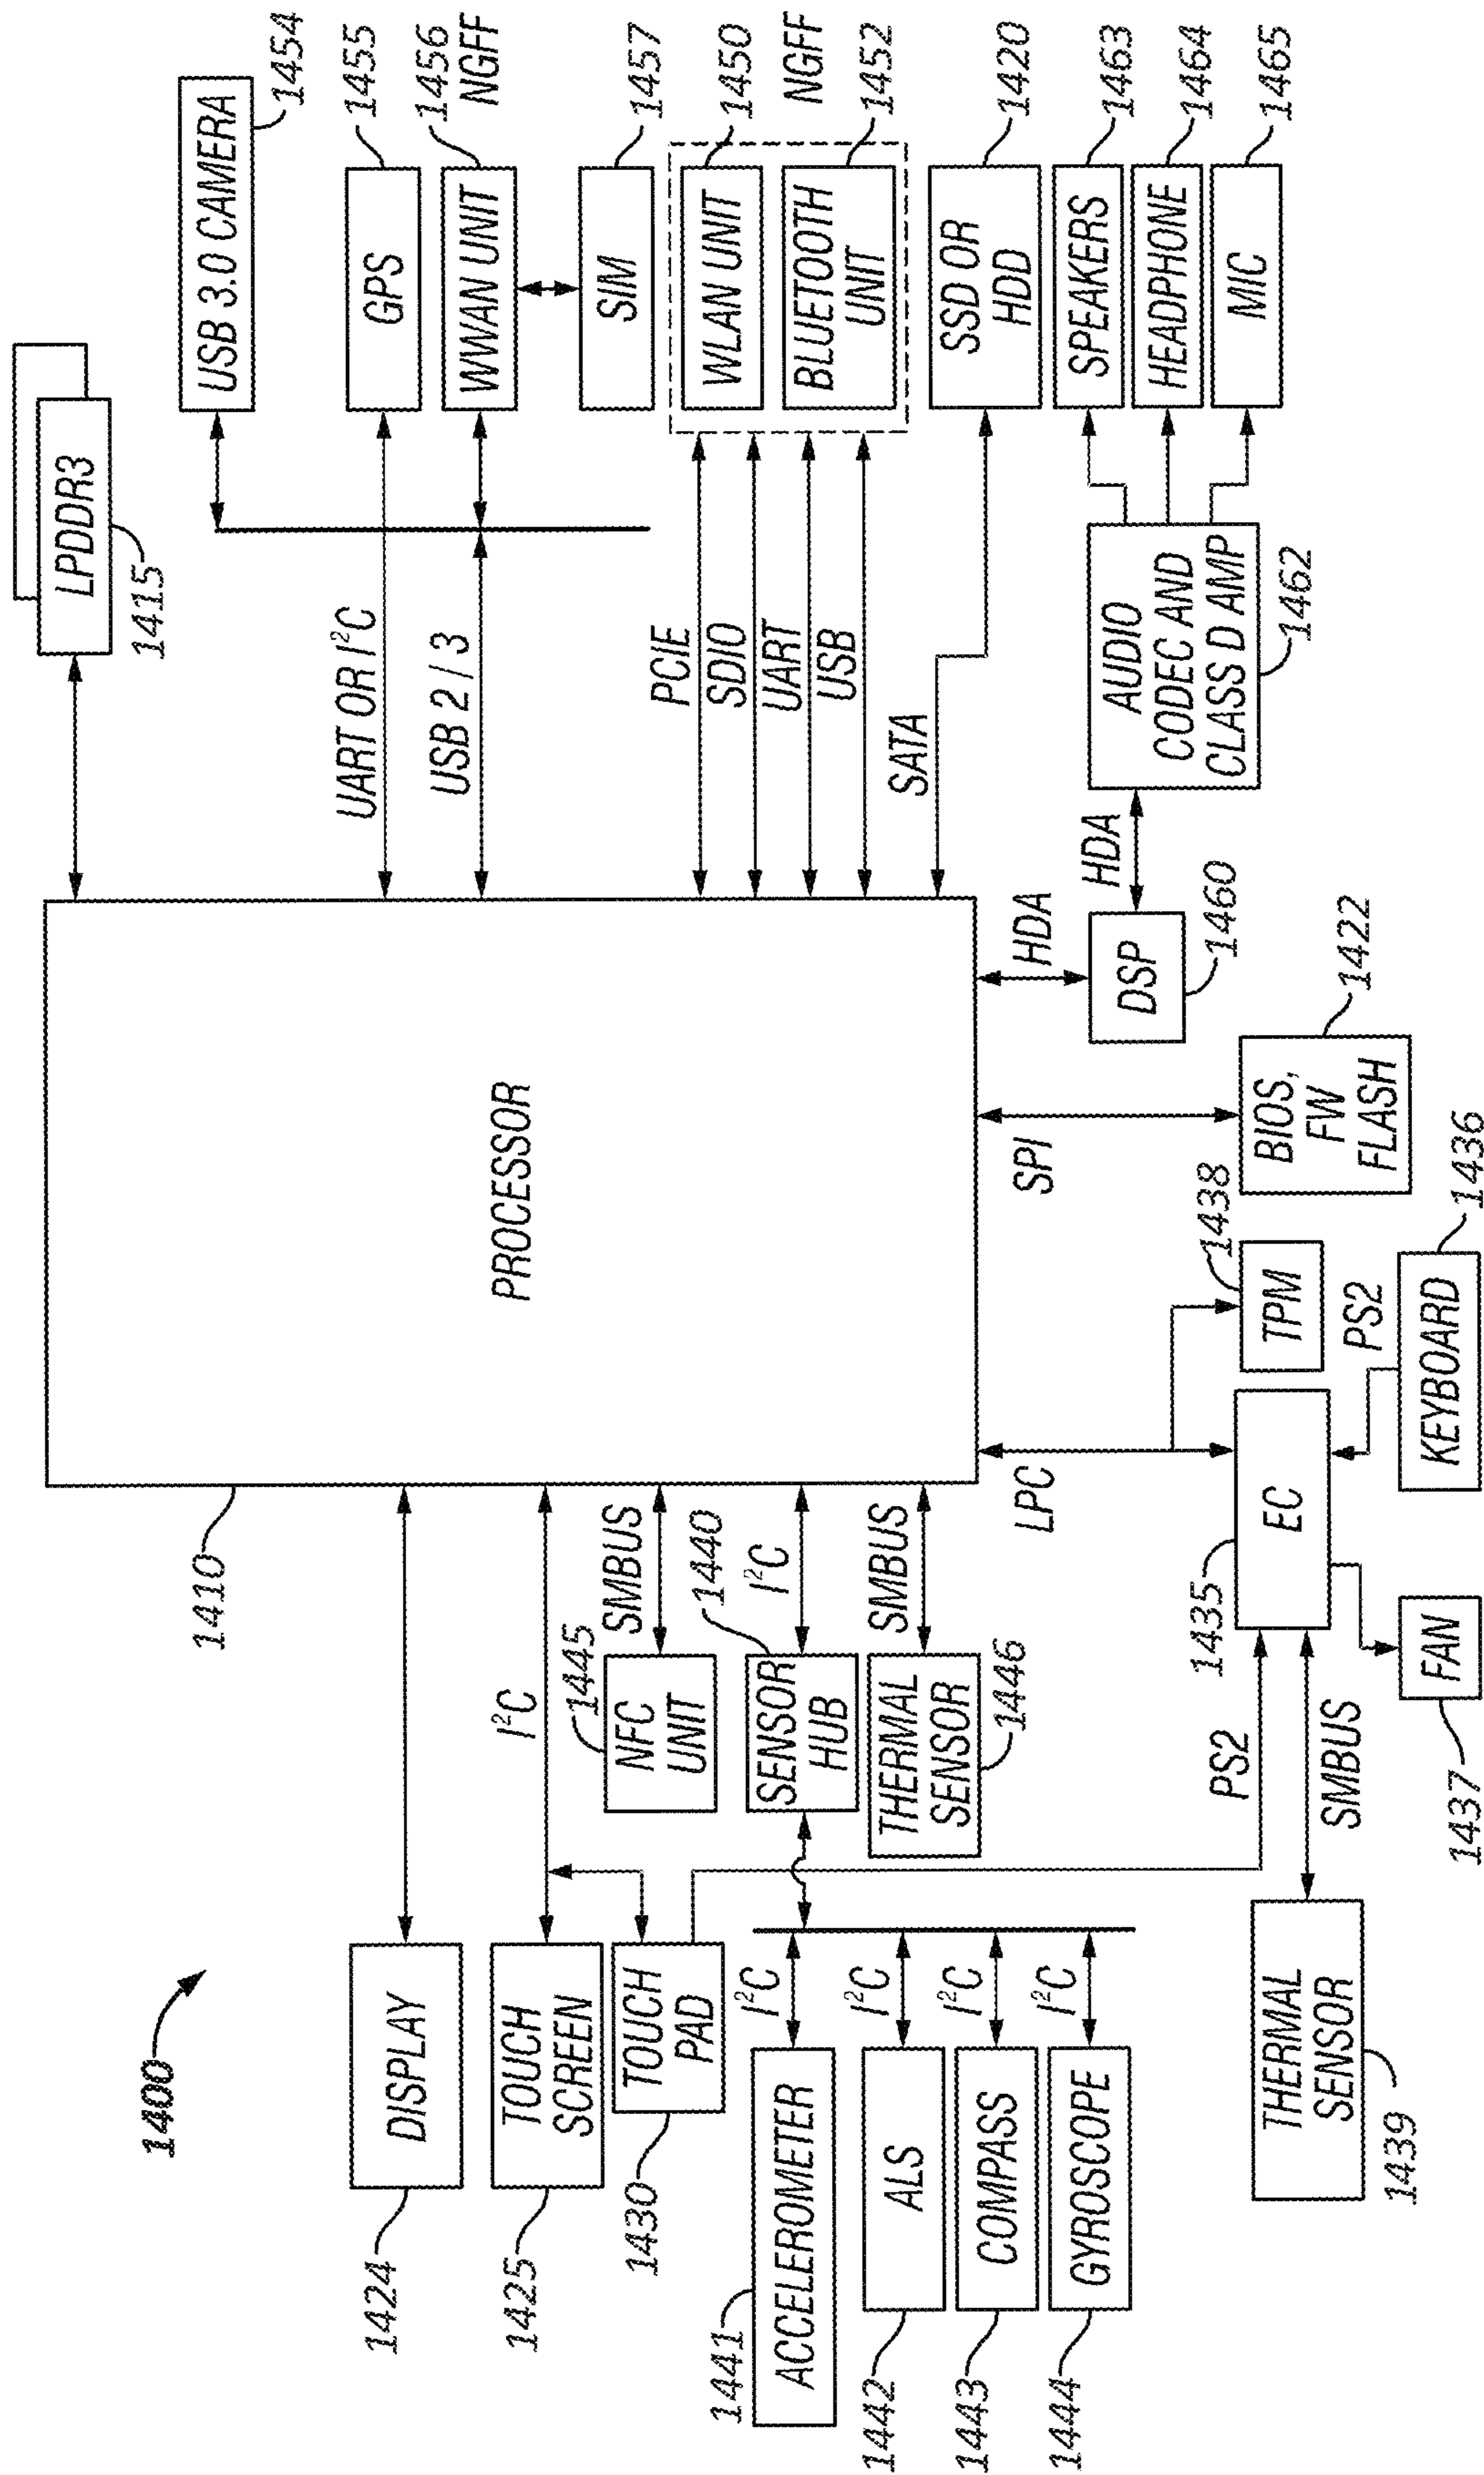 1400
1410
PROCESSOR
LPDDR3
1415
1424
DISPLAY
1425
TOUCH
SCREEN
I²C
1430
TOUCH
PAD
1445
NFC
UNIT
SMBUS
1440
SENSOR
HUB
I²C
THERMAL
SENSOR
1446
SMBUS
1441
ACCELEROMETER
I²C
1442
ALS
I²C
1443
COMPASS
I²C
1444
GYROSCOPE
I²C
THERMAL
SENSOR
1439
PS2
SMBUS
1435
EC
LPC
FAN
1437
KEYBOARD
1436
PS2
TPM
1438
SPI
BIOS,
FW
FLASH
1422
HDA
DSP
1460
HDA
AUDIO
CODEC AND
CLASS D AMP
1462
USB 3.0 CAMERA
1454
UART OR I²C
GPS
1455
USB 2 / 3
WWAN UNIT
1456
NGFF
SIM
1457
PCIE
SDIO
UART
USB
WLAN UNIT
1450
NGFF
BLUETOOTH
UNIT
1452
SATA
SSD OR
HDD
1420
SPEAKERS
1463
HEADPHONE
1464
MIC
1465